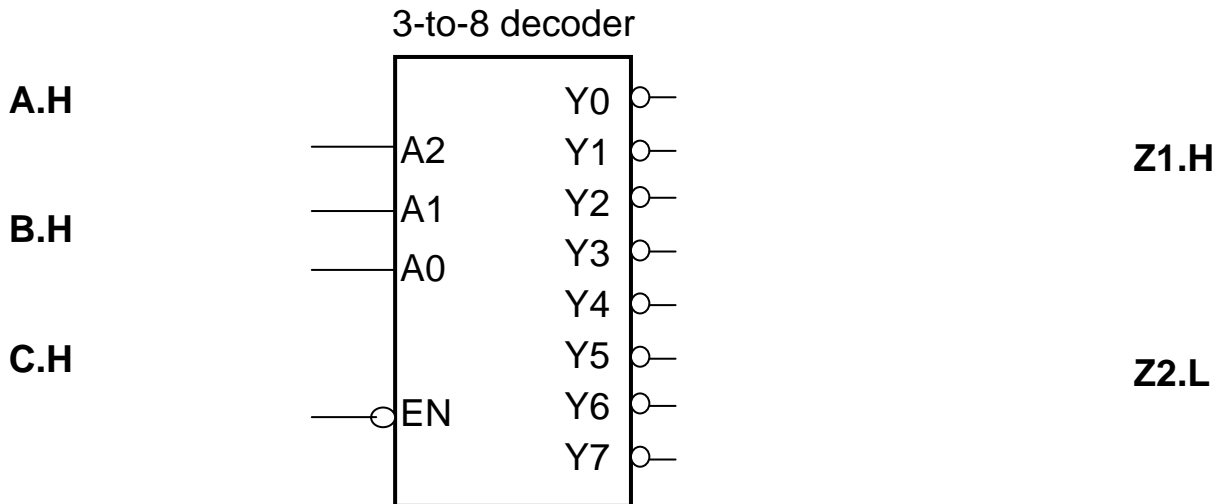 3-to-8 decoder
A.H
B.H
C.H
A2
A1
A0
EN
Y0
Y1
Y2
Y3
Y4
Y5
Y6
Y7
Z1.H
Z2.L